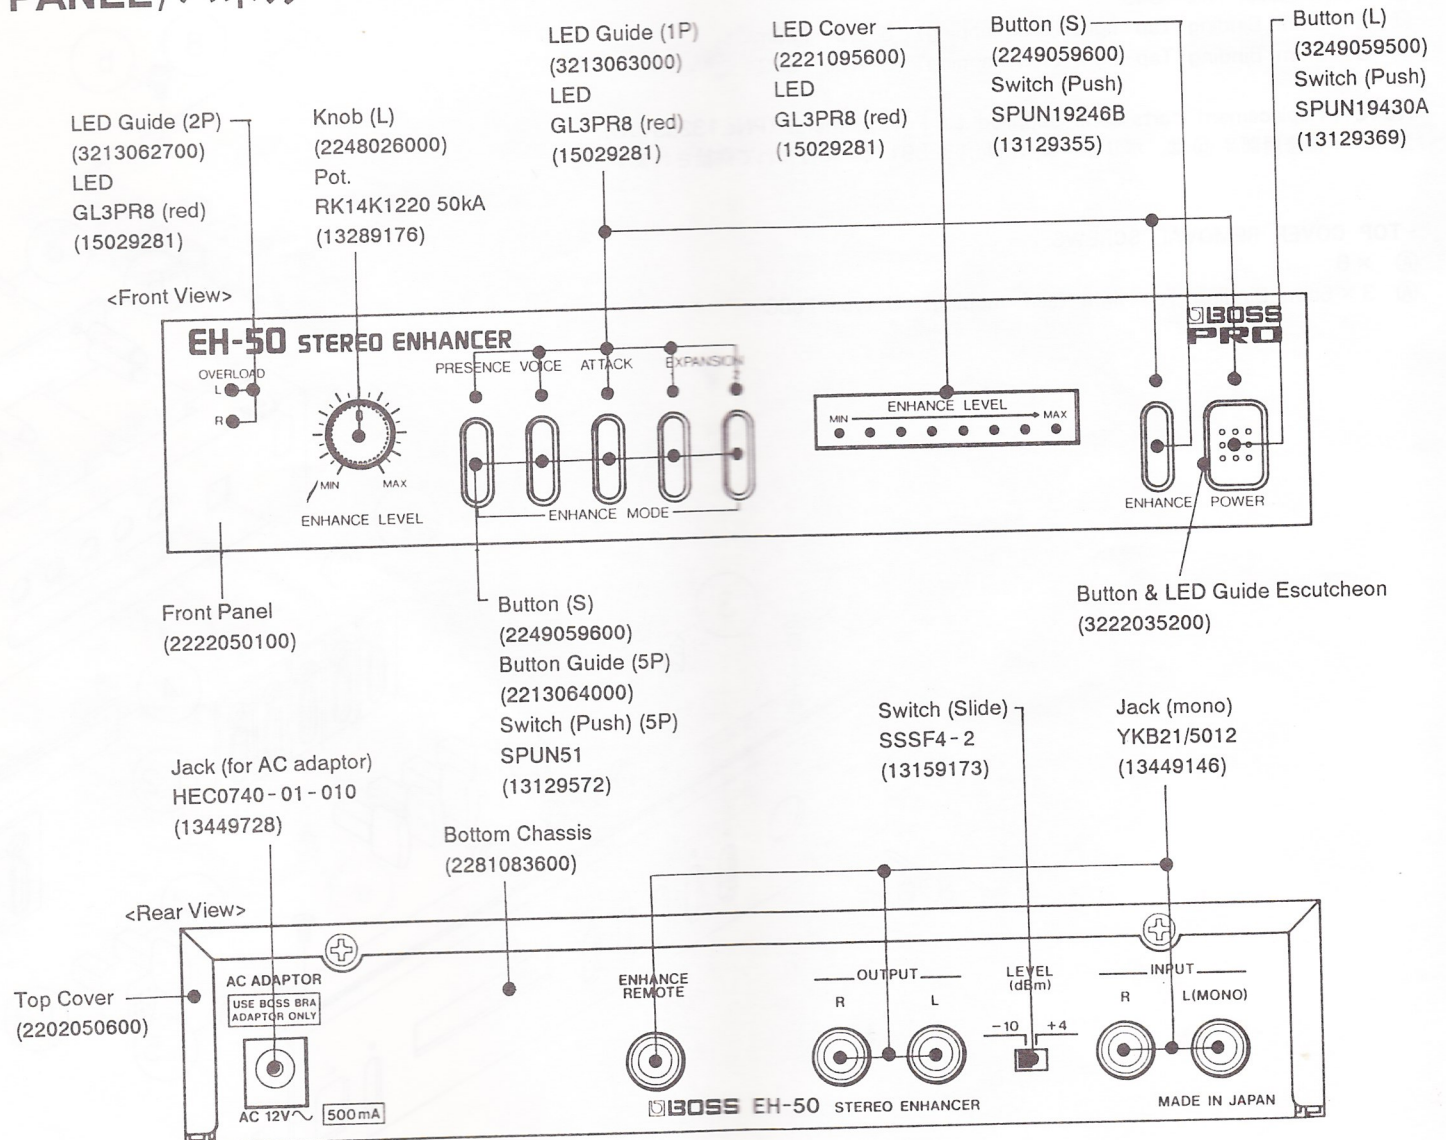 PANEL/パネル
LED Guide (2P)
(3213062700)
LED
GL3PR8 (red)
(15029281)
Knob (L)
(2248026000)
Pot.
RK14K1220 50kA
(13289176)
LED Guide (1P)
(3213063000)
LED
GL3PR8 (red)
(15029281)
LED Cover
(2221095600)
LED
GL3PR8 (red)
(15029281)
Button (S)
(2249059600)
Switch (Push)
SPUN19246B
(13129355)
Button (L)
(3249059500)
Switch (Push)
SPUN19430A
(13129369)
<Front View>
EH-50 STEREO ENHANCER
BOSS
PRO
OVERLOAD
L
R
MIN MAX
ENHANCE LEVEL
PRESENCE VOICE ATTACK EXPANSION
1 2
ENHANCE MODE
ENHANCE LEVEL
MIN MAX
ENHANCE POWER
Front Panel
(2222050100)
Button (S)
(2249059600)
Button Guide (5P)
(2213064000)
Switch (Push) (5P)
SPUN51
(13129572)
Button & LED Guide Escutcheon
(3222035200)
Jack (for AC adaptor)
HEC0740-01-010
(13449728)
Bottom Chassis
(2281083600)
Switch (Slide)
SSSF4-2
(13159173)
Jack (mono)
YKB21/5012
(13449146)
<Rear View>
Top Cover
(2202050600)
AC ADAPTOR
USE BOSS BRA
ADAPTOR ONLY
AC 12V~ 500mA
ENHANCE
REMOTE
OUTPUT
R L
LEVEL
(dBm)
-10 +4
INPUT
R L(MONO)
BOSS EH-50 STEREO ENHANCER
MADE IN JAPAN